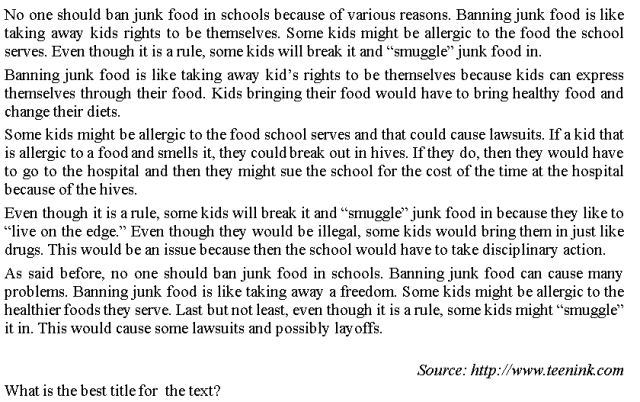 No one should ban junk food in schools because of various reasons. Banning junk food is like
taking away kids rights to be themselves. Some kids might be allergic to the food the school
serves. Even though it is a rule, some kids will break it and “smuggle” junk food in.
Banning junk food is like taking away kid’s rights to be themselves because kids can express
themselves through their food. Kids bringing their food would have to bring healthy food and
change their diets.
Some kids might be allergic to the food school serves and that could cause lawsuits. If a kid that
is allergic to a food and smells it, they could break out in hives. If they do, then they would have
to go to the hospital and then they might sue the school for the cost of the time at the hospital
because of the hives.
Even though it is a rule, some kids will break it and “smuggle” junk food in because they like to
“live on the edge.” Even though they would be illegal, some kids would bring them in just like
drugs. This would be an issue because then the school would have to take disciplinary action.
As said before, no one should ban junk food in schools. Banning junk food can cause many
problems. Banning junk food is like taking away a freedom. Some kids might be allergic to the
healthier foods they serve. Last but not least, even though it is a rule, some kids might “smuggle”
it in. This would cause some lawsuits and possibly layoffs.
Source: http://www.teenink.com
What is the best title for the text?